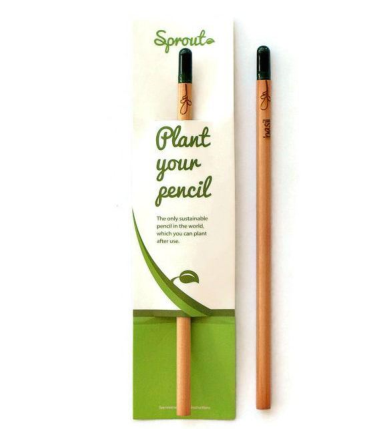 Sprout
Plant
your
pencil
The only sustainable
pencil in the world,
which you can plant
after use.
basil